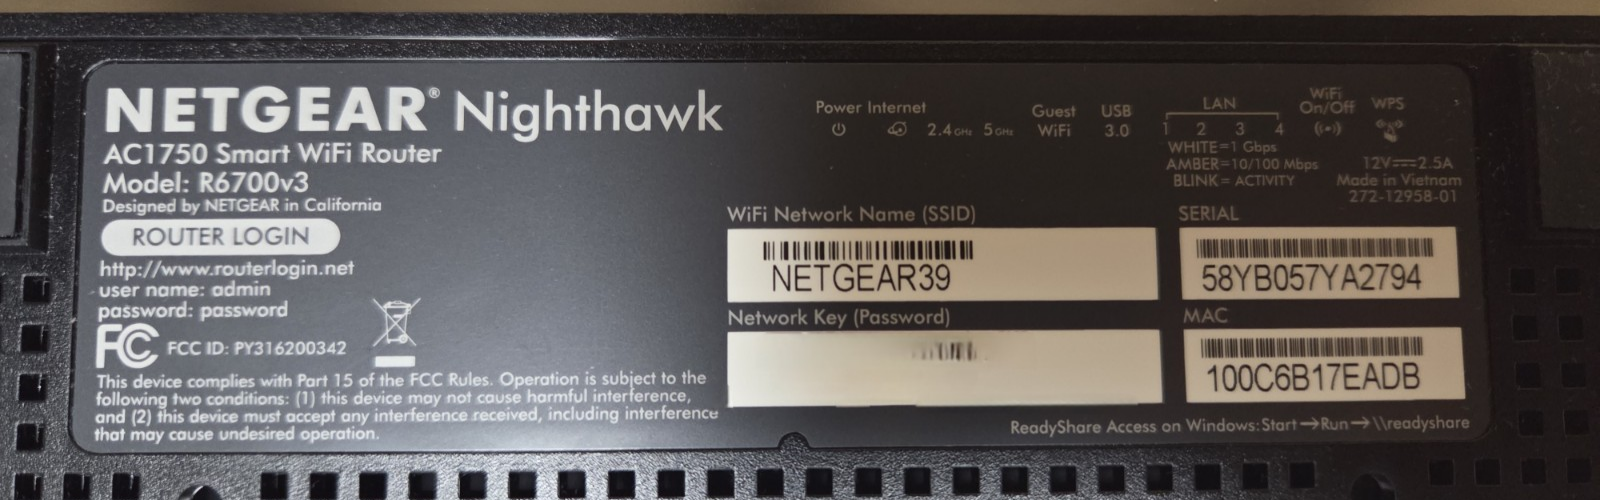 NETGEAR® Nighthawk
AC1750 Smart WiFi Router
Model: R6700v3
Designed by NETGEAR in California
ROUTER LOGIN
http://www.routerlogin.net
user name: admin
password: password
FC FCC ID: PY316200342
This device complies with Part 15 of the FCC Rules. Operation is subject to the
following two conditions: (1) this device may not cause harmful interference,
and (2) this device must accept any interference received, including interference
that may cause undesired operation.
Power Internet
2.4GHz 5GHz
Guest
WiFi
USB
3.0
LAN
1 2 3 4
WiFi
On/Off
WPS
WHITE=1 Gbps
AMBER=10/100 Mbps
BLINK= ACTIVITY
12V⎓2.5A
Made in Vietnam
272-12958-01
WiFi Network Name (SSID)
NETGEAR39
Network Key (Password)
SERIAL
58YB057YA2794
MAC
100C6B17EADB
ReadyShare Access on Windows:Start→Run→\\readyshare